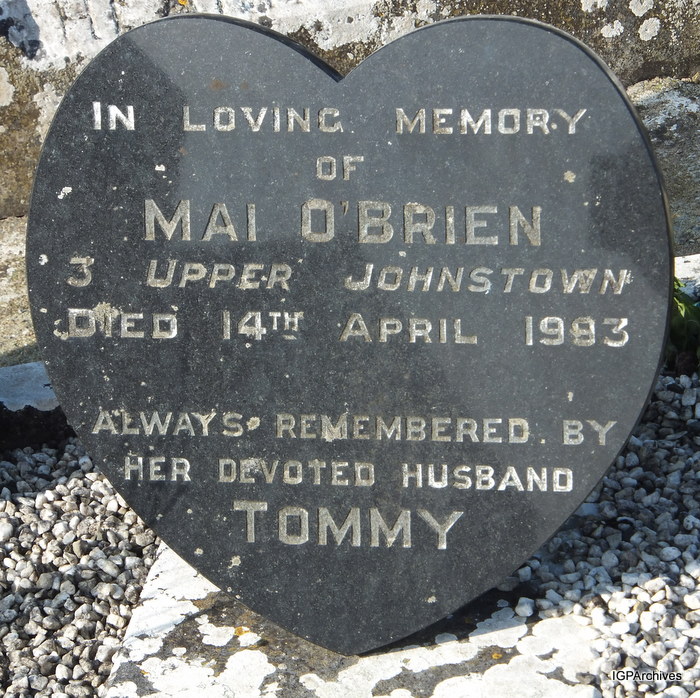 IN LOVING MEMORY
OF
MAI O'BRIEN
3 UPPER JOHNSTOWN
DIED 14TH APRIL 1983
ALWAYS REMEMBERED BY
HER DEVOTED HUSBAND
TOMMY
IGPArchives